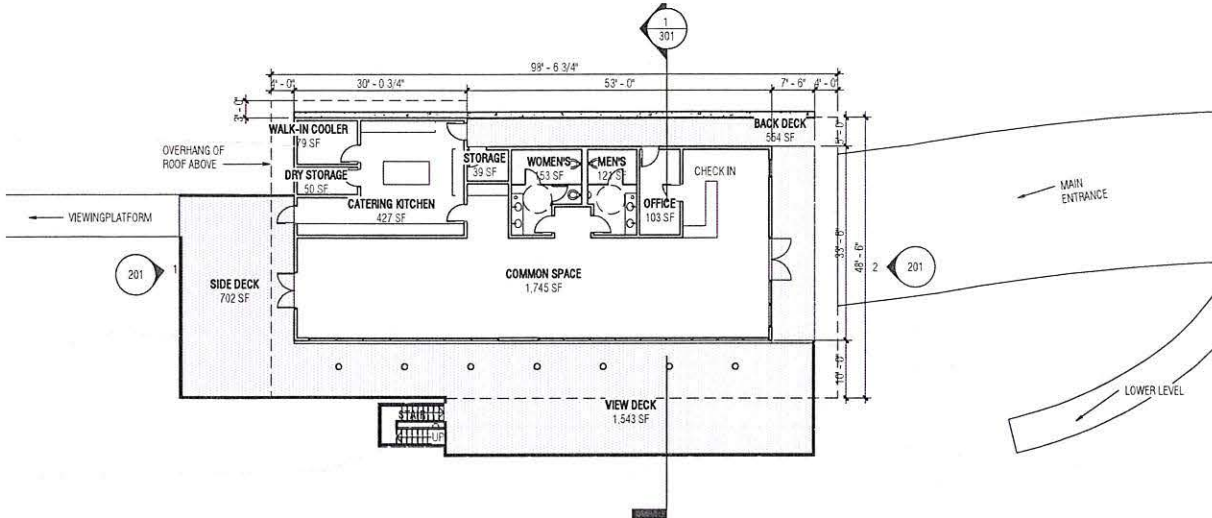 1
301
98' - 6 3/4"
4' - 0"
30' - 0 3/4"
53' - 0"
7' - 6"
4' - 0"
WALK-IN COOLER
79 SF
BACK DECK
554 SF
OVERHANG OF
ROOF ABOVE
STORAGE
39 SF
WOMEN'S
153 SF
MEN'S
121 SF
CHECK IN
DRY STORAGE
50 SF
MAIN
ENTRANCE
CATERING KITCHEN
427 SF
OFFICE
103 SF
VIEWINGPLATFORM
33' - 6"
48' - 6"
201
1
COMMON SPACE
1,745 SF
2
201
SIDE DECK
702 SF
10' - 0"
LOWER LEVEL
VIEW DECK
1,543 SF
STAIR
UP